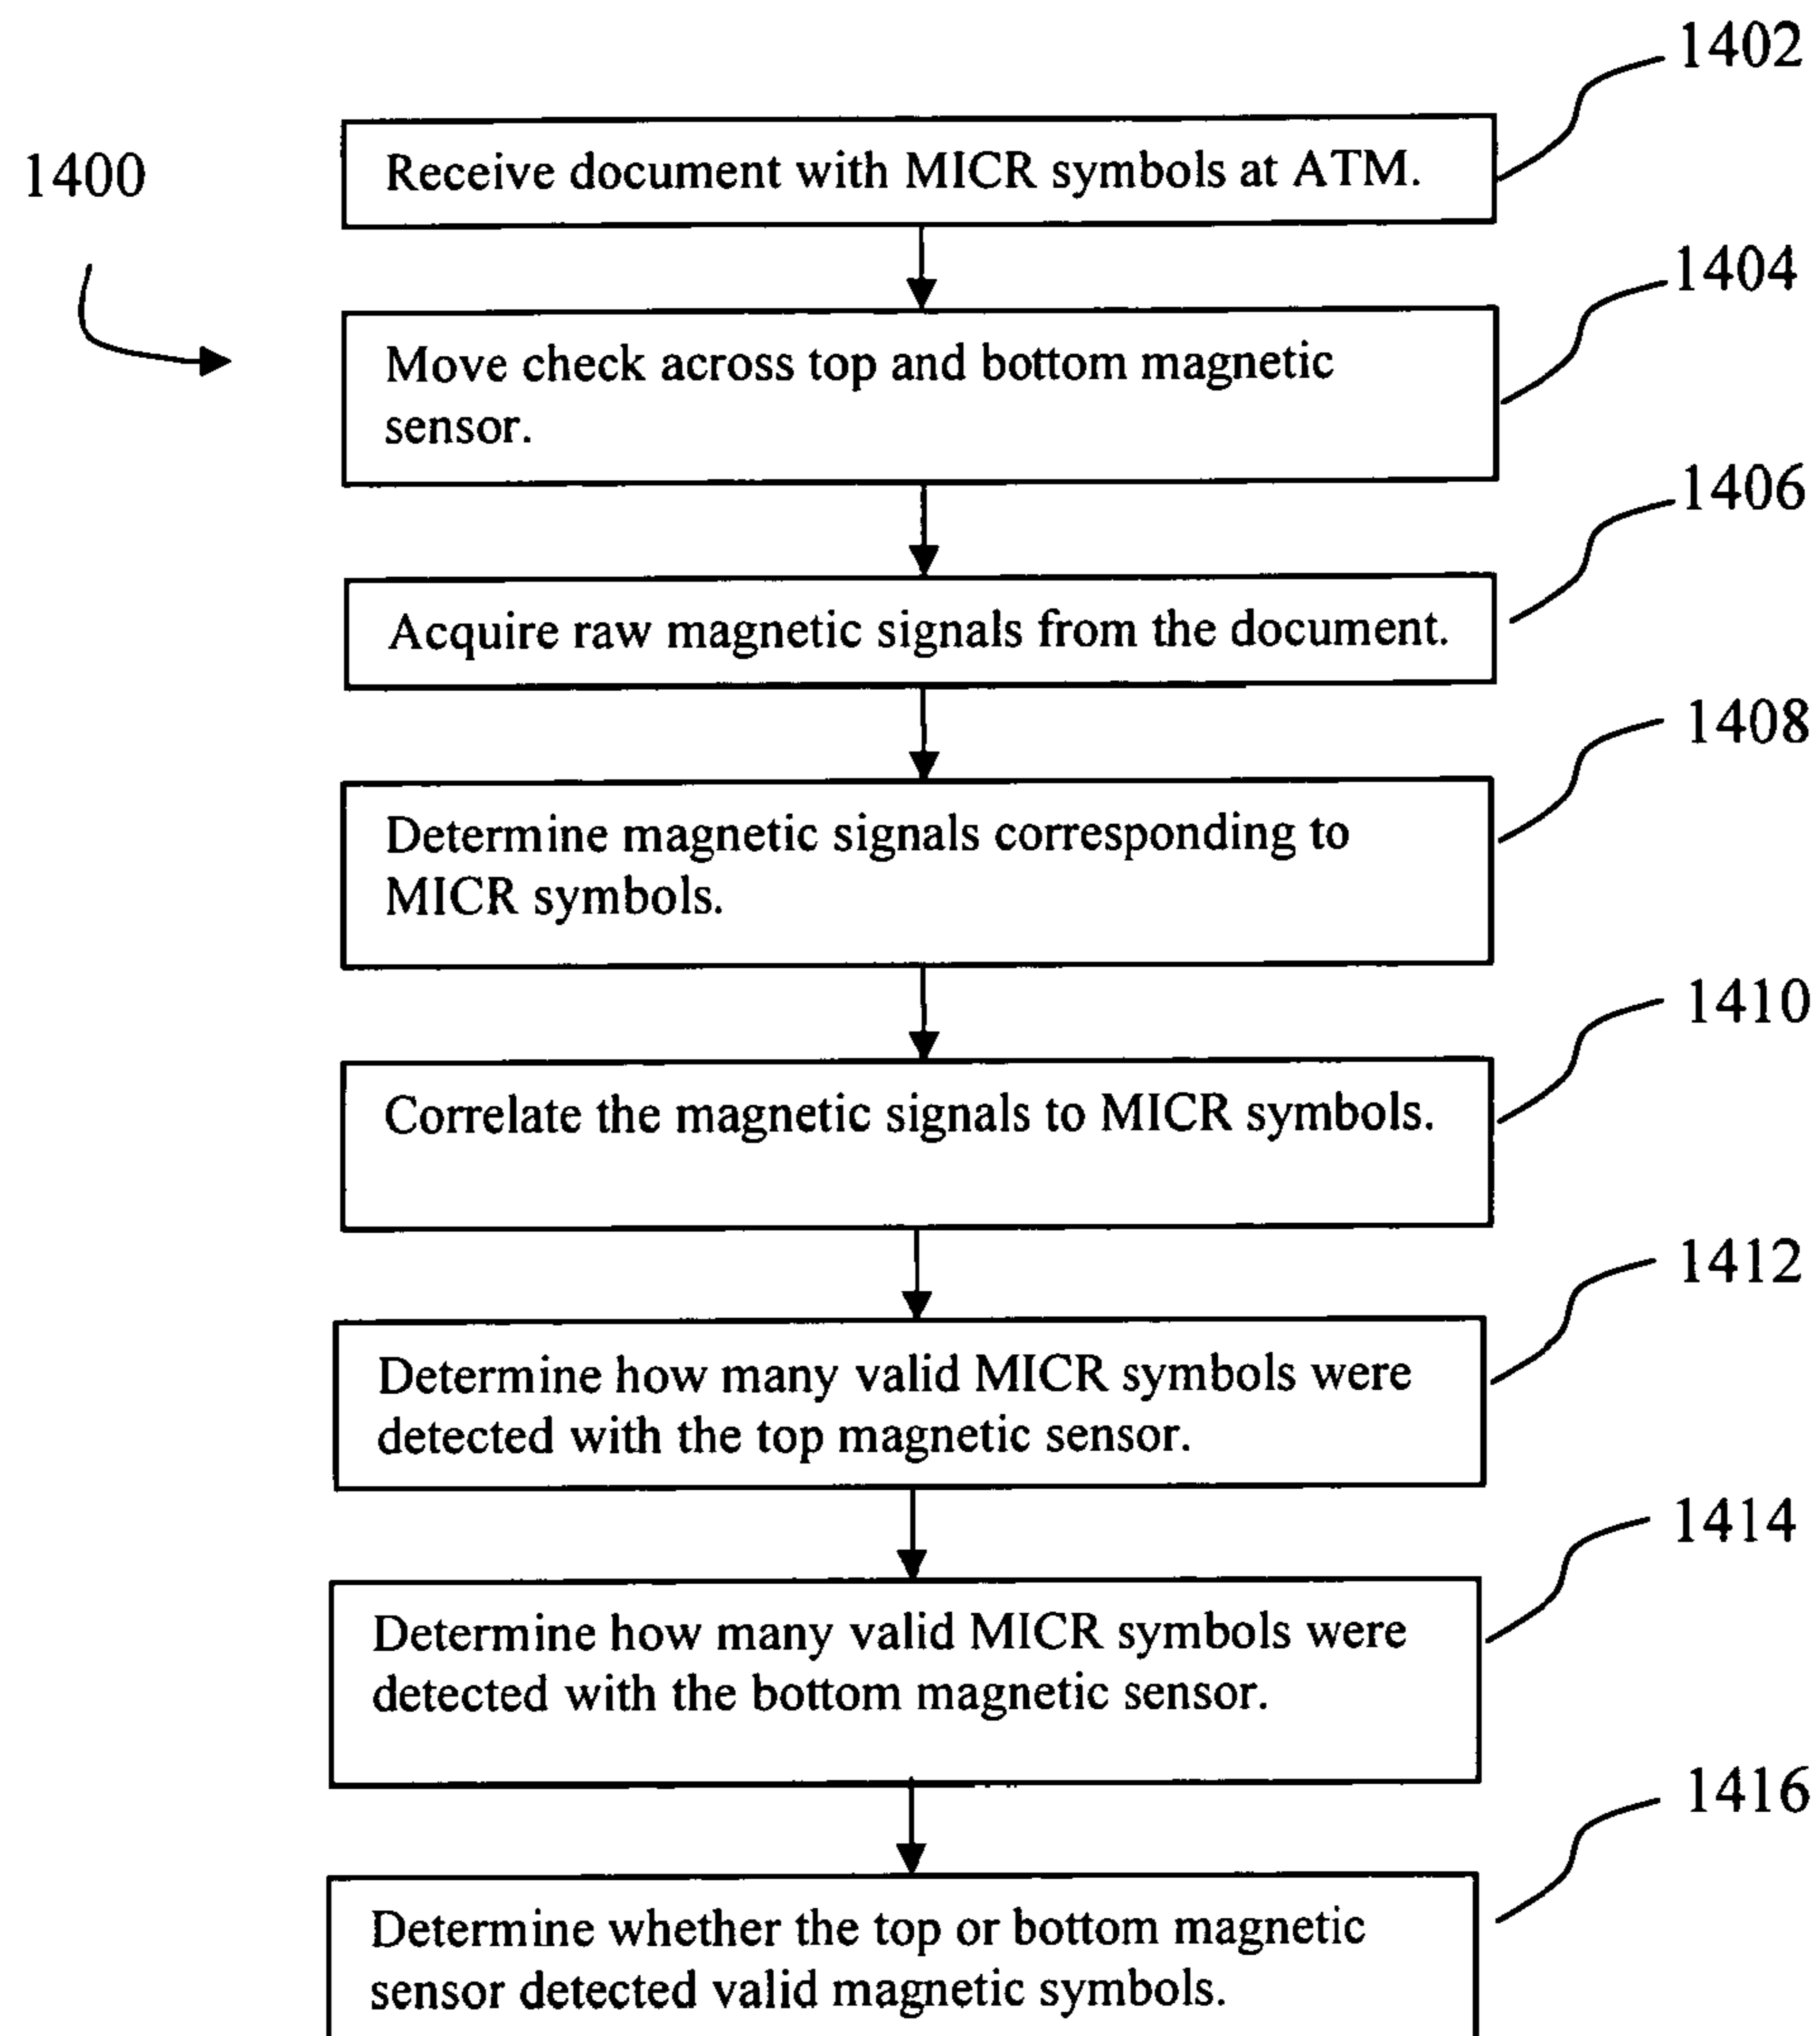 1402
1400
Receive document with MICR symbols at ATM.
1404
Move check across top and bottom magnetic
sensor.
1406
Acquire raw magnetic signals from the document.
1408
Determine magnetic signals corresponding to
MICR symbols.
1410
Correlate the magnetic signals to MICR symbols.
1412
Determine how many valid MICR symbols were
detected with the top magnetic sensor.
1414
Determine how many valid MICR symbols were
detected with the bottom magnetic sensor.
1416
Determine whether the top or bottom magnetic
sensor detected valid magnetic symbols.